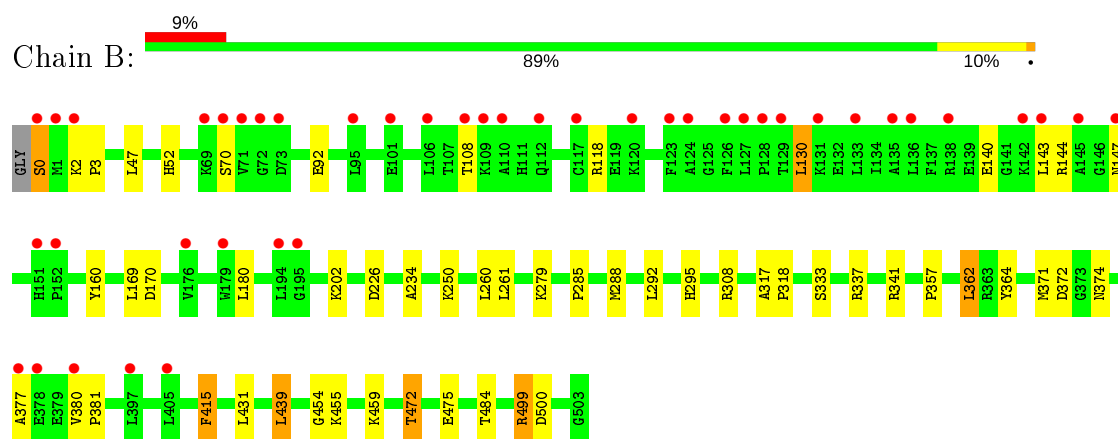 9%
Chain B:
89% 10% •
GLY S0 M1 K2 P3 L47 H52 K69 S70 V71 G72 D73 E92 L95 E101 L106 T107 T108 K109 A110 H111 Q112 C117 R118 E119 K120 F123 A124 G125 F126 L127 P128 T129 L130 K131 E132 L133 I134 A135 L136 F137 R138 E139 E140 G141 K142 L143 R144 A145 G146 N147
H151 P152 Y160 L169 D170 V176 W179 L180 L194 G195 K202 D226 A234 K250 L260 L261 K279 P285 M288 L292 H295 R308 A317 P318 S333 R337 R341 P357 L362 R363 Y364 M371 D372 G373 N374
A377 E378 E379 V380 P381 L397 L405 F415 L431 L439 G454 K455 K459 T472 E475 T484 R499 D500 G503